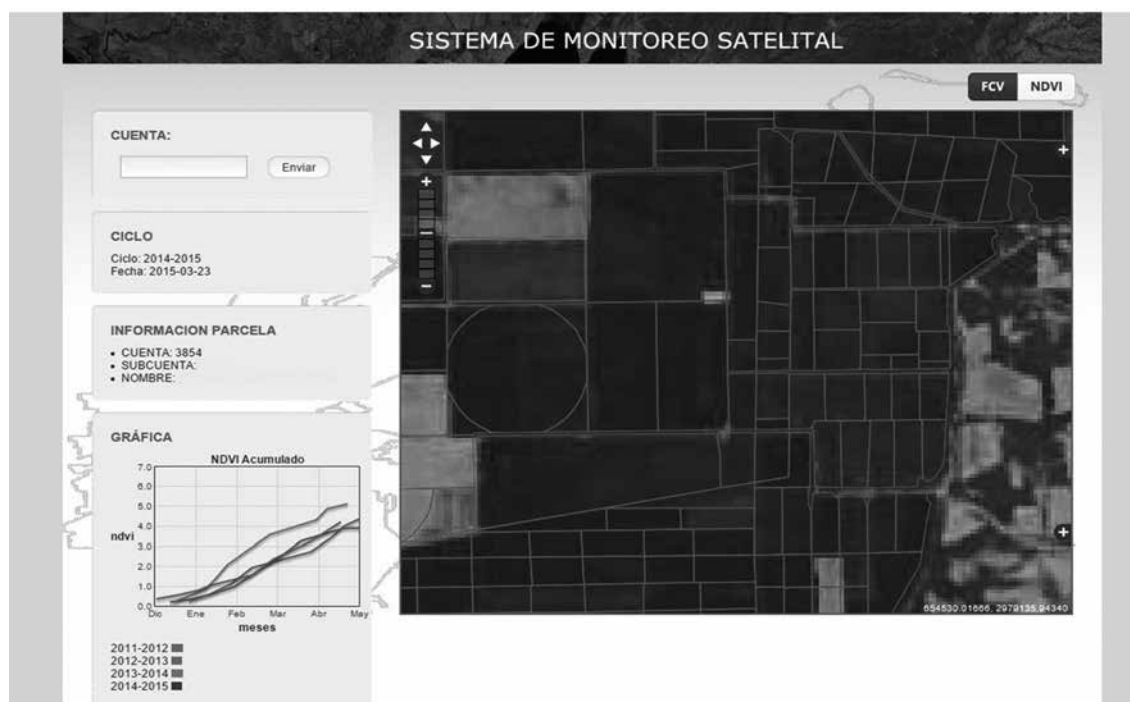 SISTEMA DE MONITOREO SATELITAL
FCV NDVI
CUENTA:
Enviar
CICLO
Ciclo: 2014-2015
Fecha: 2015-03-23
INFORMACION PARCELA
• CUENTA: 3854
• SUBCUENTA:
• NOMBRE:
GRÁFICA
NDVI Acumulado
7.0
6.0
5.0
4.0
ndvi
3.0
2.0
1.0
0.0
Dic Ene Feb Mar Abr May
meses
2011-2012
2012-2013
2013-2014
2014-2015
654530.01666, 2979135.94340